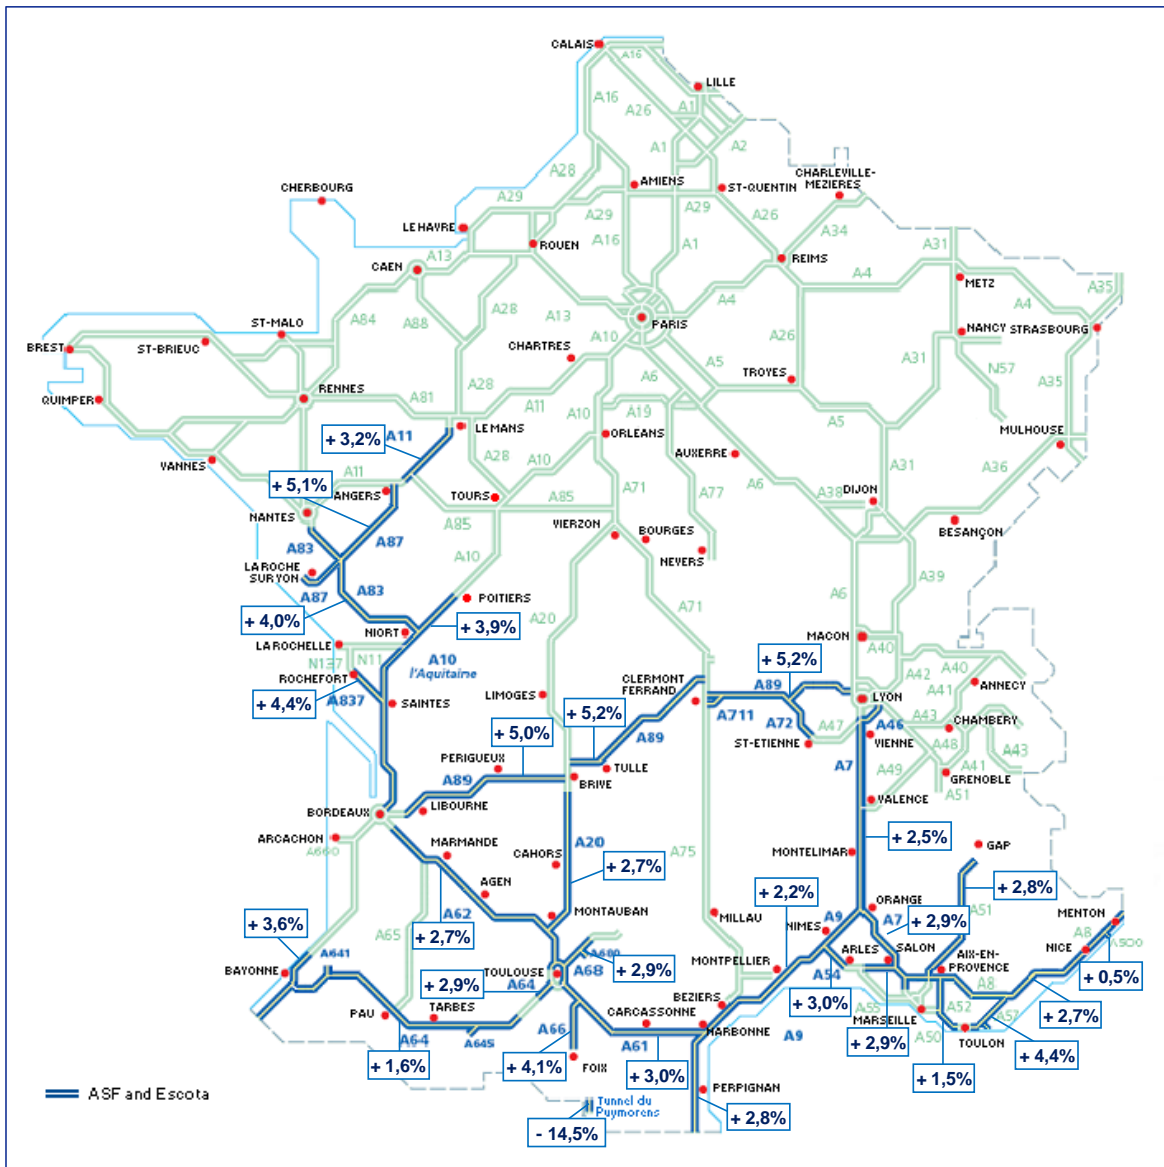 CALAIS
A16
LILLE
A16
A26
A1
A1
A2
A28
AMIENS
ST-QUENTIN
CHARLEVILLE-
MEZIERES
CHERBOURG
A29
A29
A29
A26
A34
LE HAVRE
ROUEN
A16
A1
A31
A13
REIMS
CAEN
A4
METZ
A35
A28
A4
A4
ST-MALO
A84
A88
A13
PARIS
A26
NANCY
STRASBOURG
BREST
ST-BRIEUC
CHARTRES
A10
A5
A31
N57
A6
TROYES
A35
RENNES
A28
QUIMPER
A81
A11
A10
A19
A5
LE MANS
ORLEANS
MULHOUSE
+ 3,2%
A11
AUXERRE
VANNES
A28
A10
A31
A36
A11
A71
A77
A6
+ 5,1%
ANGERS
TOURS
A85
A38
DIJON
NANTES
A85
VIERZON
BOURGES
BESANÇON
A83
A87
A10
NEVERS
LA ROCHE
SUR YON
A39
A87
A83
POITIERS
A20
A71
A6
+ 4,0%
NIORT
+ 3,9%
MACON
LA ROCHELLE
A40
N137
N11
A10
l'Aquitaine
+ 5,2%
A42
A40
ROCHEFORT
CLERMONT
FERRAND
A89
A41
ANNECY
A837
LIMOGES
LYON
+ 4,4%
SAINTES
+ 5,2%
A711
A72
A47
A46
A43
CHAMBERY
+ 5,0%
A89
ST-ETIENNE
VIENNE
A48
A43
PERIGUEUX
TULLE
A7
A49
A41
A89
BRIVE
GRENOBLE
LIBOURNE
VALENCE
A51
BORDEAUX
ARCACHON
A660
MARMANDE
A20
A75
+ 2,5%
CAHORS
MONTELIMAR
GAP
+ 2,7%
AGEN
+ 2,8%
+ 2,2%
A62
MONTAUBAN
MILLAU
ORANGE
A51
+ 3,6%
A65
+ 2,7%
NIMES
A9
A7
+ 2,9%
MENTON
A8
A641
A680
ARLES
SALON
NICE
A500
BAYONNE
TOULOUSE
A68
+ 2,9%
MONTPELLIER
A54
AIX-EN-
PROVENCE
+ 0,5%
+ 2,9%
A64
BEZIERS
+ 3,0%
A8
PAU
TARBES
CARCASSONNE
A55
A52
+ 2,7%
A66
MARSEILLE
A57
A64
A645
A61
NARBONNE
A9
A50
TOULON
+ 2,9%
+ 4,4%
+ 1,6%
+ 4,1%
FOIX
+ 3,0%
+ 1,5%
PERPIGNAN
ASF and Escota
Tunnel du
Puymorens
+ 2,8%
- 14,5%